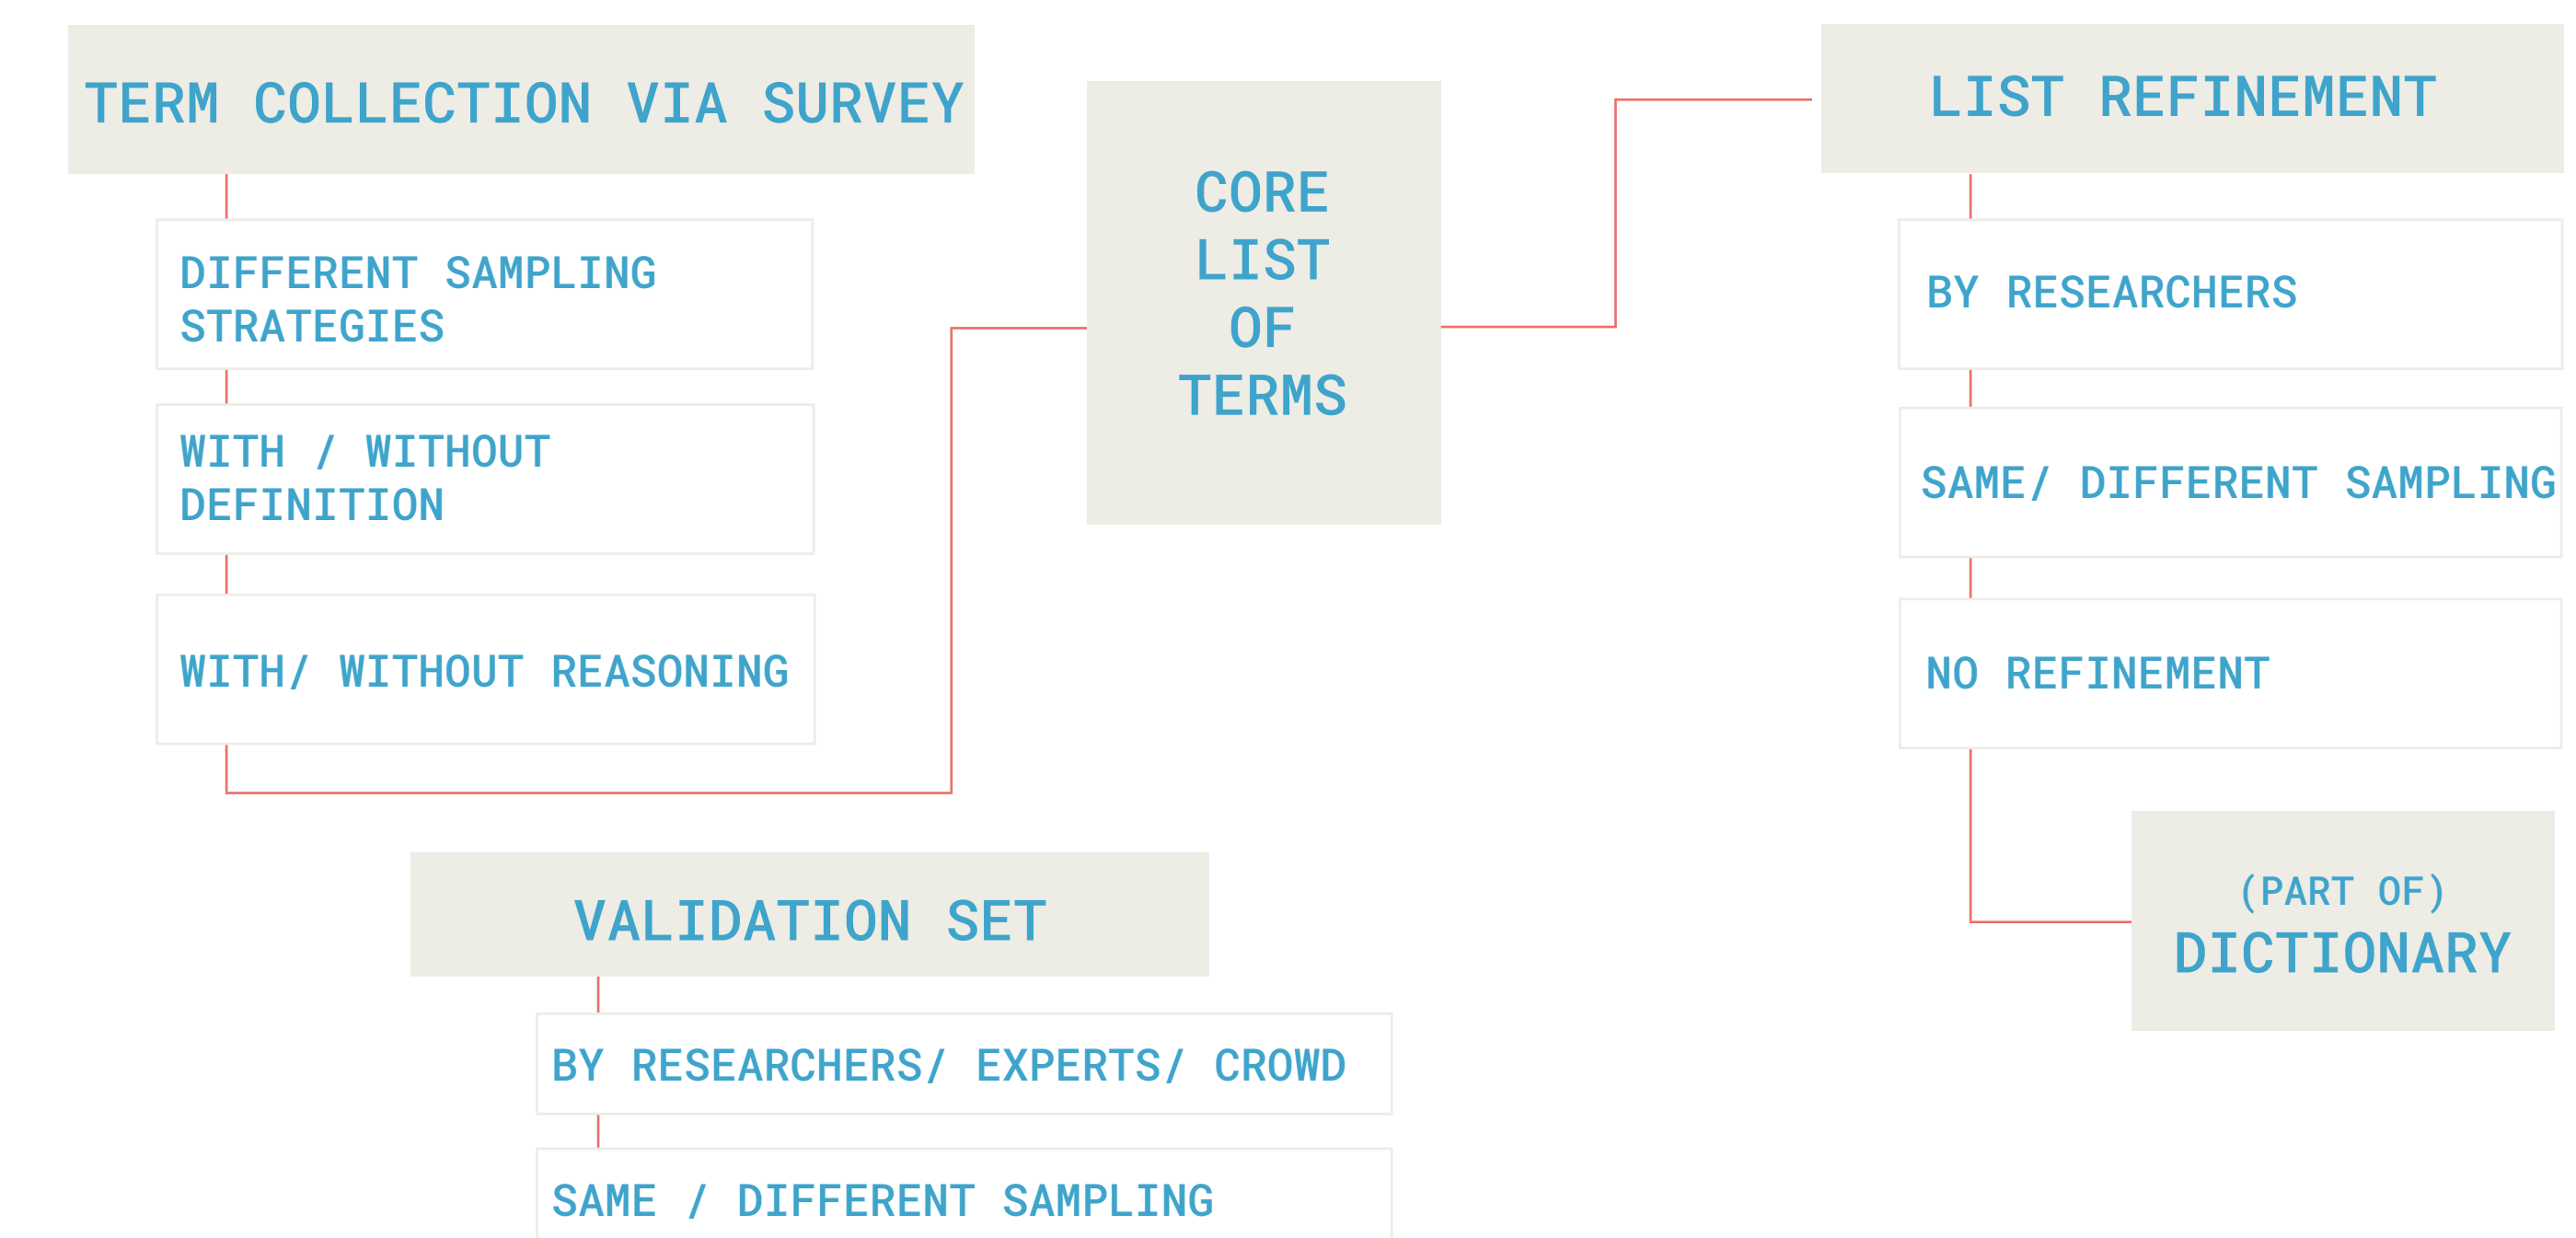 TERM COLLECTION VIA SURVEY
DIFFERENT SAMPLING
STRATEGIES
WITH / WITHOUT
DEFINITION
WITH/ WITHOUT REASONING
CORE
LIST
OF
TERMS
LIST REFINEMENT
BY RESEARCHERS
SAME/ DIFFERENT SAMPLING
NO REFINEMENT
(PART OF)
DICTIONARY
VALIDATION SET
BY RESEARCHERS/ EXPERTS/ CROWD
SAME / DIFFERENT SAMPLING